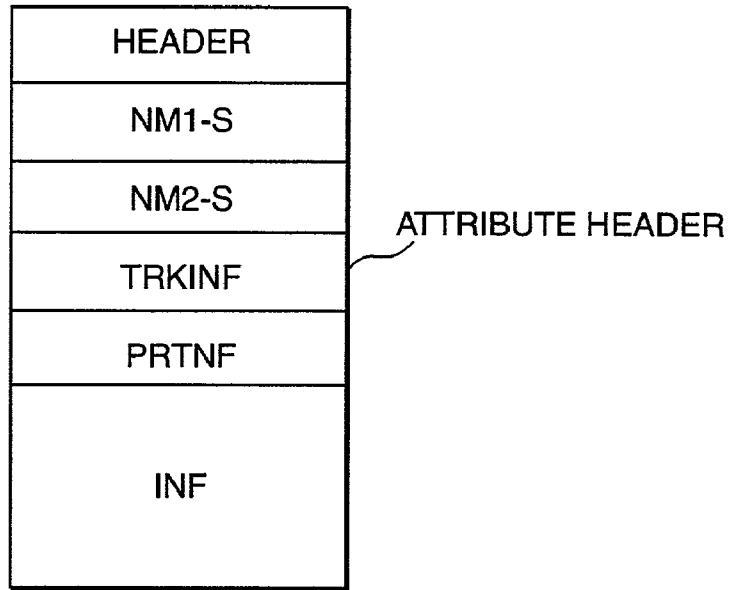 HEADER
NM1-S
NM2-S
ATTRIBUTE HEADER
TRKINF
PRTNF
INF